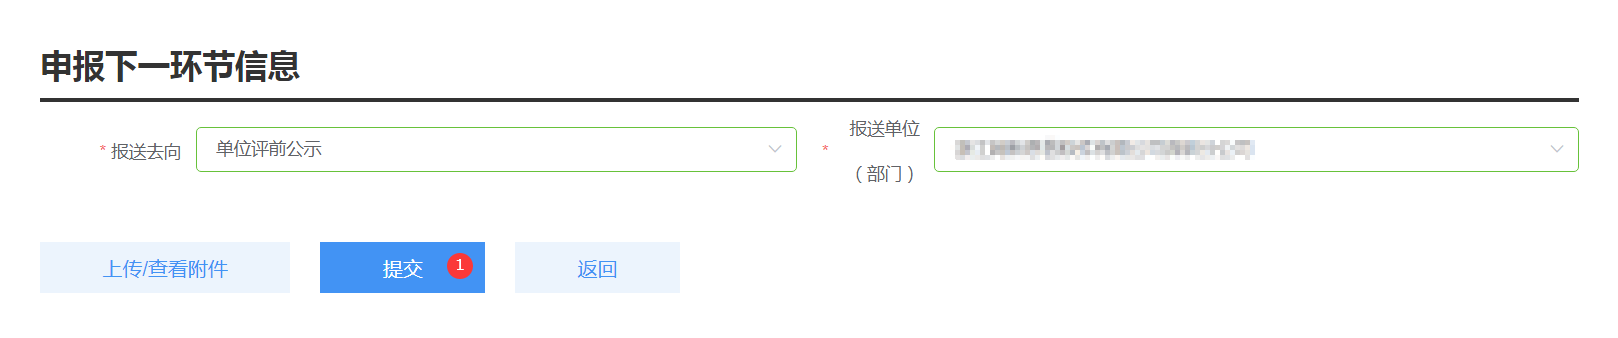 申报下一环节信息
* 报送去向 单位评前公示
* 报送单位
（部门）
上传/查看附件 提交 1 返回